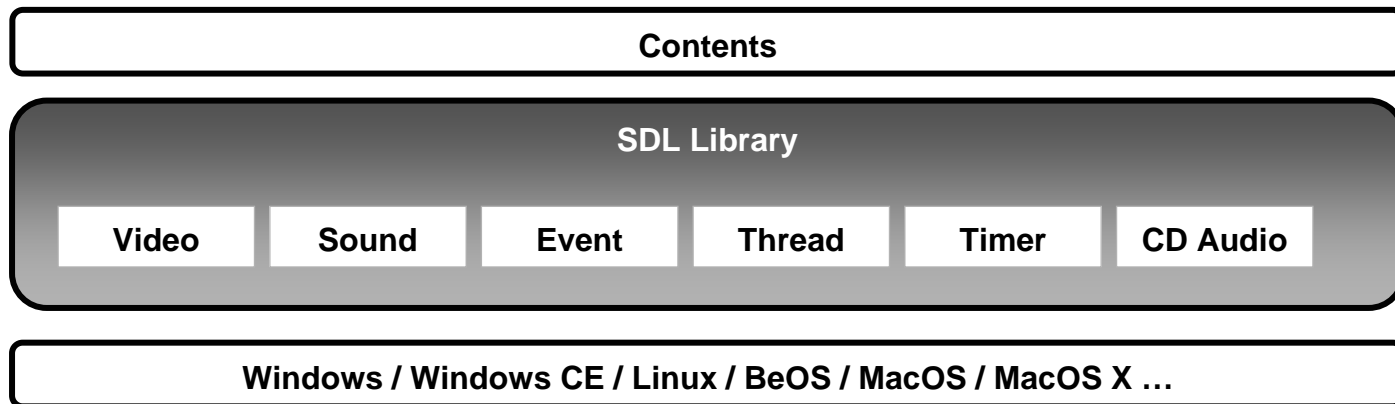 Contents
SDL Library
Video Sound Event Thread Timer CD Audio
Windows / Windows CE / Linux / BeOS / MacOS / MacOS X …